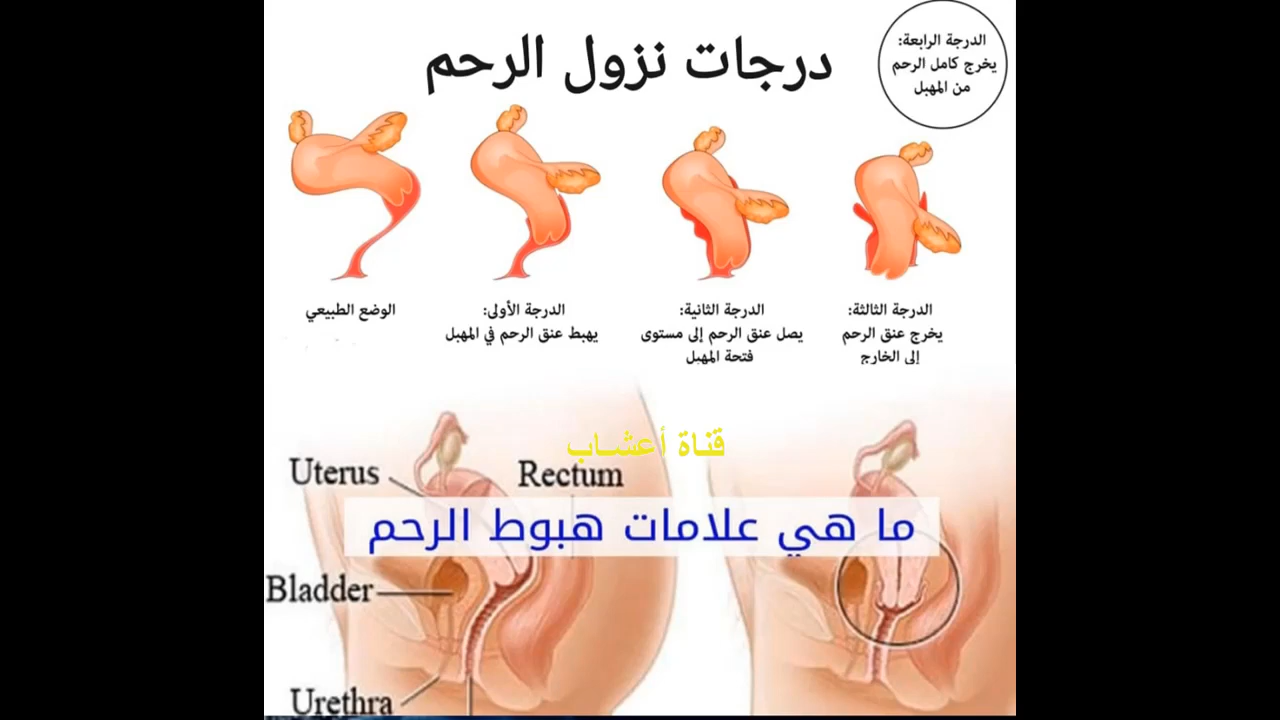 درجات نزول الرحم
الدرجة الرابعة:
يخرج كامل الرحم
من المهبل
الدرجة الثالثة:
يخرج عنق الرحم
إلى الخارج
الدرجة الثانية:
يصل عنق الرحم إلى مستوى
فتحة المهبل
الدرجة الأولى:
يهبط عنق الرحم في المهبل
الوضع الطبيعي
قناة أعشاب
Uterus
Rectum
ما هي علامات هبوط الرحم
Bladder
Urethra